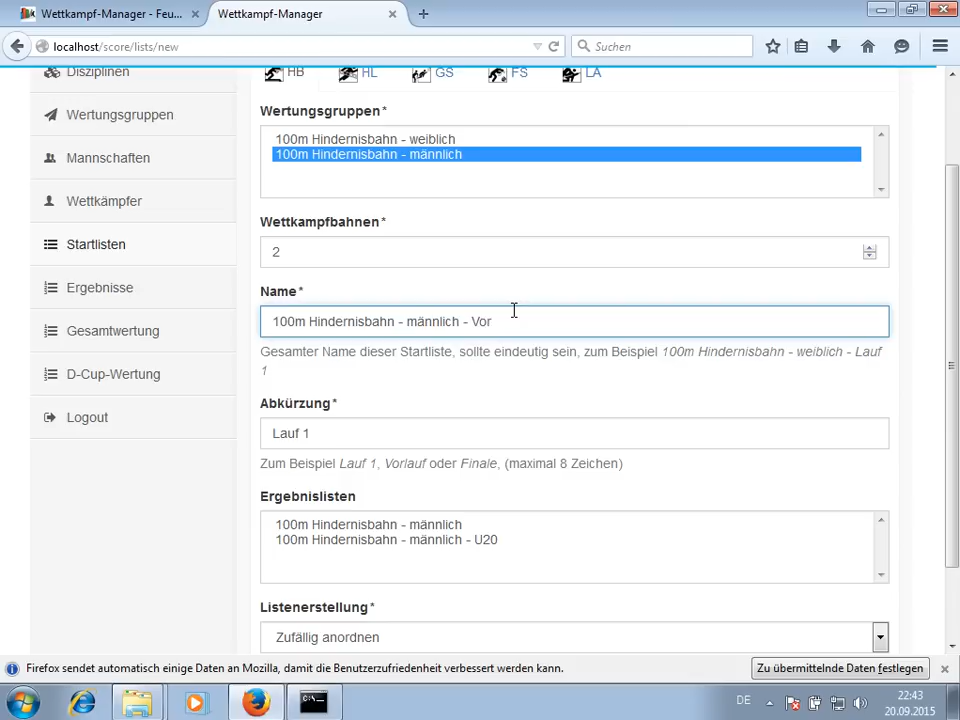 Wettkampf-Manager - Feu...
Wettkampf-Manager
localhost/score/lists/new
Suchen
Disziplinen
Wertungsgruppen
Mannschaften
Wettkämpfer
Startlisten
Ergebnisse
Gesamtwertung
D-Cup-Wertung
Logout
HB
HL
GS
FS
LA
Wertungsgruppen*
100m Hindernisbahn - weiblich
100m Hindernisbahn - männlich
Wettkampfbahnen*
2
Name*
100m Hindernisbahn - männlich - Vor
Gesamter Name dieser Startliste, sollte eindeutig sein, zum Beispiel 100m Hindernisbahn - weiblich - Lauf
1
Abkürzung*
Lauf 1
Zum Beispiel Lauf 1, Vorlauf oder Finale, (maximal 8 Zeichen)
Ergebnislisten
100m Hindernisbahn - männlich
100m Hindernisbahn - männlich - U20
Listenerstellung*
Zufällig anordnen
Firefox sendet automatisch einige Daten an Mozilla, damit die Benutzerzufriedenheit verbessert werden kann.
Zu übermittelnde Daten festlegen
C:\.
DE
22:43
20.09.2015